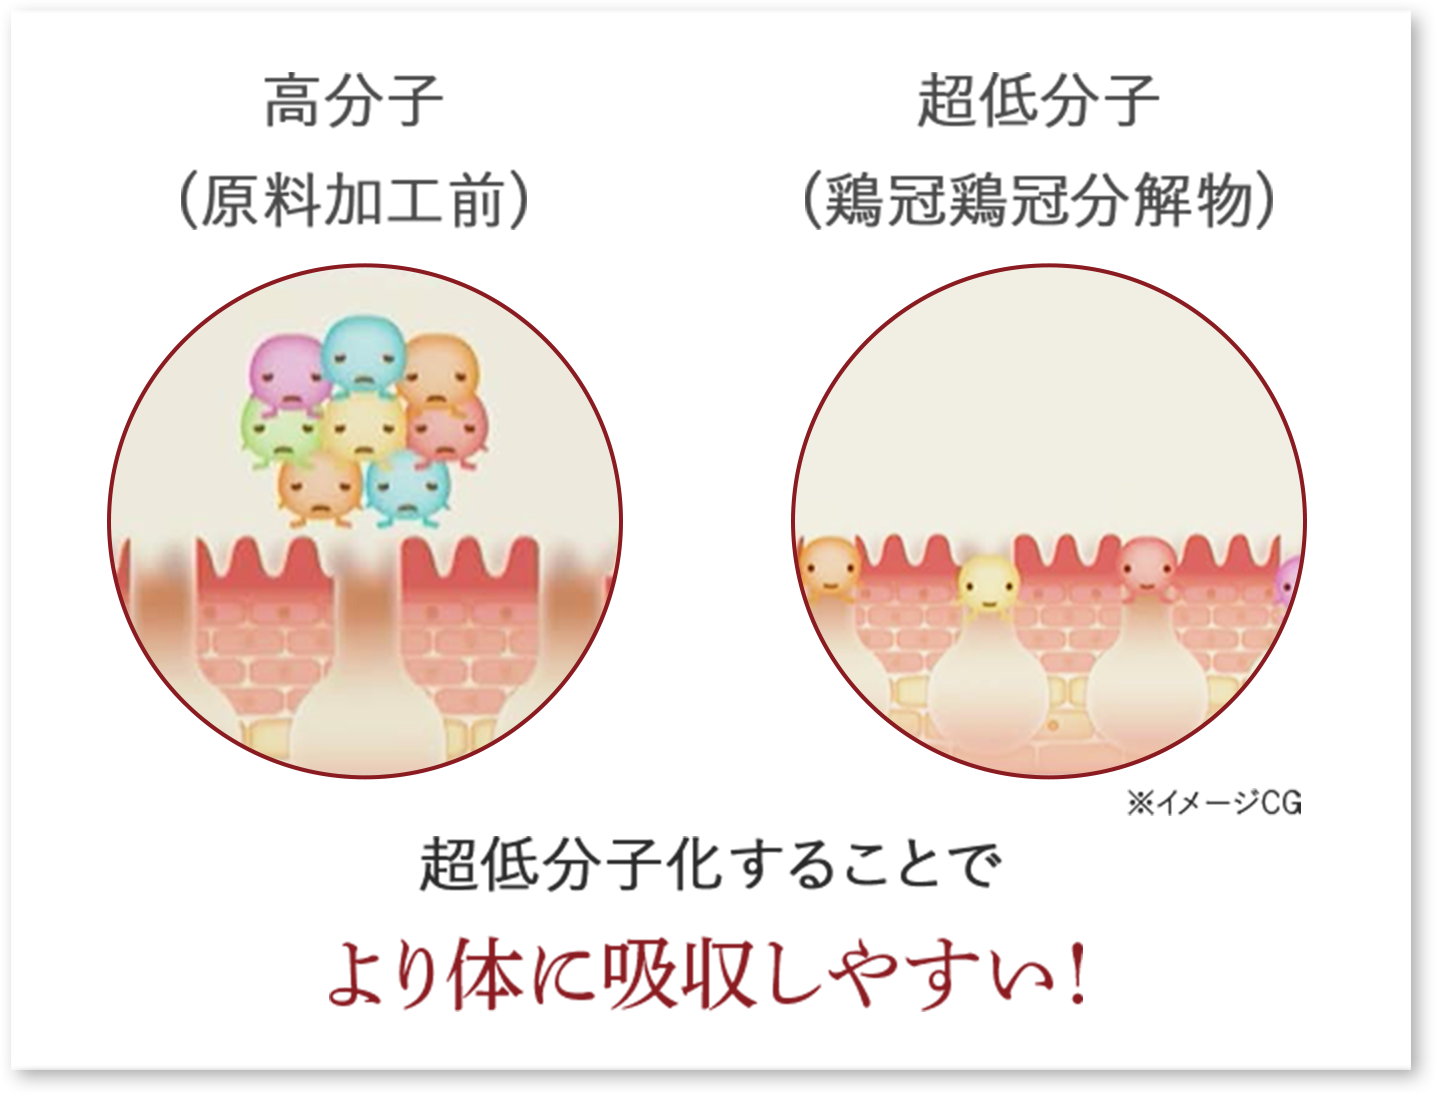 高分子
(原料加工前)
超低分子
(鶏冠鶏冠分解物)
※イメージCG
超低分子化することで
より体に吸収しやすい!